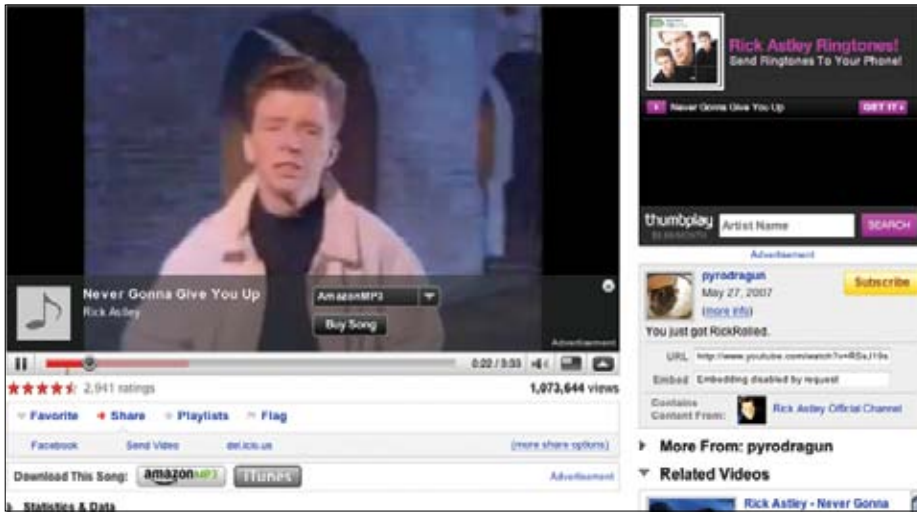 Never Gonna Give You Up
Rick Astley
AmazonMP3
Buy Song
Advertisement
0:22 / 3:33
2,941 ratings
1,073,644 views
Favorite Share Playlists Flag
Facebook Send Video del.icio.us (more share options)
Download This Song: amazonMP3 iTunes Advertisement
Statistics & Data
Rick Astley Ringtones!
Send Ringtones To Your Phone!
Never Gonna Give You Up GET IT
thumbplay Artist Name SEARCH
Advertisement
pyrodragun
May 27, 2007
(more info)
Subscribe
You just got RickRolled.
URL http://www.youtube.com/watch?v=
Embed Embedding disabled by request
Contains
Content From: Rick Astley Official Channel
More From: pyrodragun
Related Videos
Rick Astley - Never Gonna